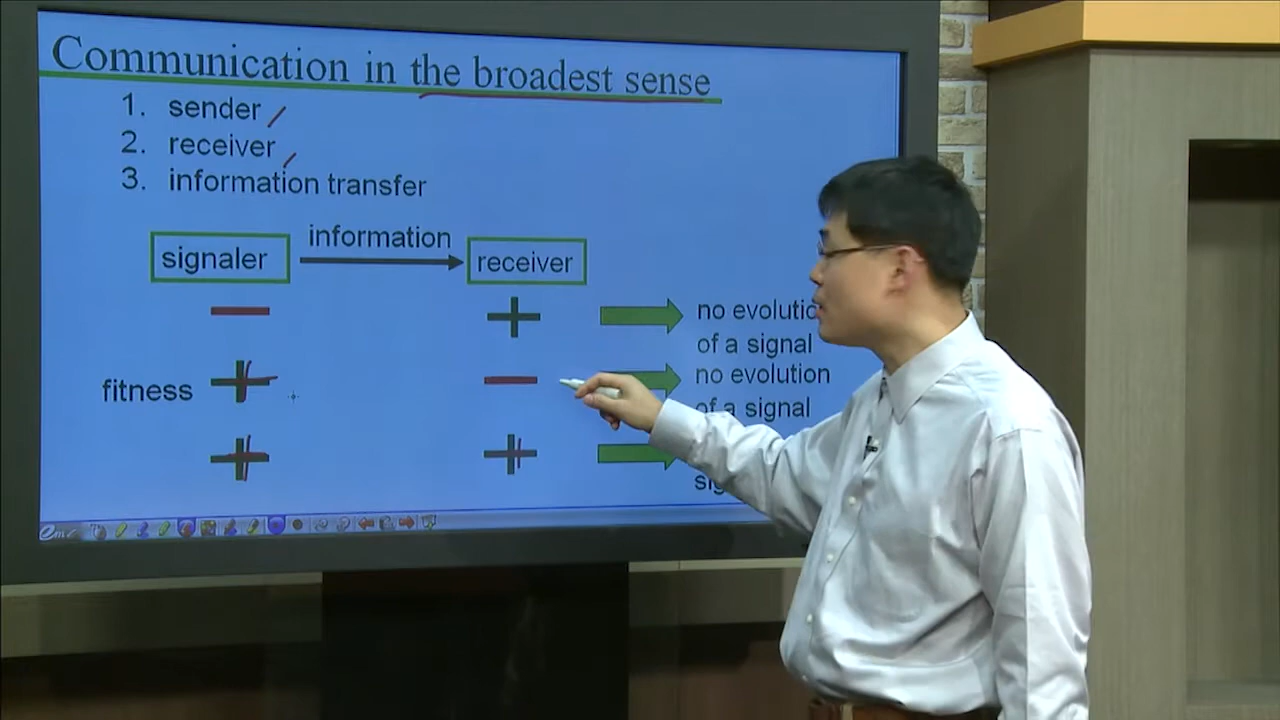 Communication in the broadest sense
1. sender
2. receiver
3. information transfer
information
signaler
receiver
no
of a signal
no evolution
fitness
of a signal